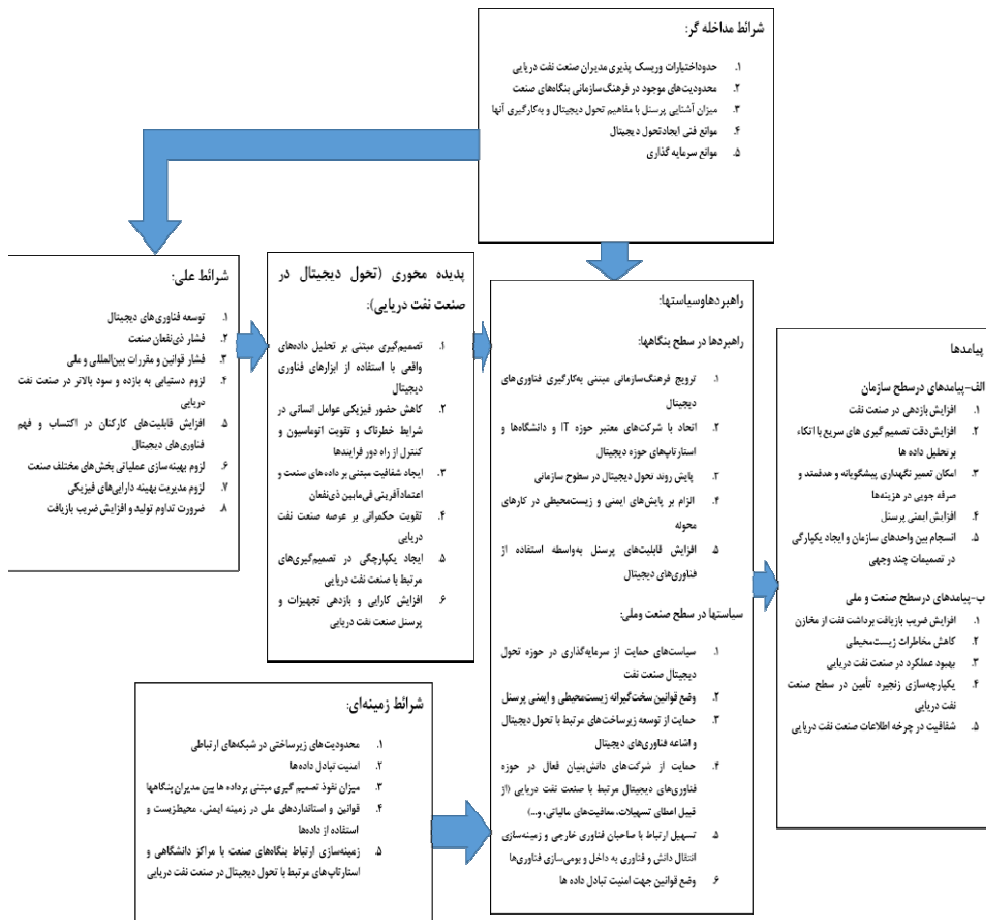 شرائط مداخله گر:
۱. حدوداختیارات وریسک پذیری مدیران صنعت نفت دریایی
۲. محدودیت‌های موجود در فرهنگ‌سازمانی بنگاه‌های صنعت
۳. میزان آشنایی پرسنل با مفاهیم تحول دیجیتال و به‌کارگیری آنها
۴. موانع فنی ایجادتحول دیجیتال
۵. موانع سرمایه گذاری
شرائط علی:
۱. توسعه فناوری‌های دیجیتال
۲. فشار ذی‌نفعان صنعت
۳. فشار قوانین و مقررات بین‌المللی و ملی
۴. لزوم دستیابی به بازده و سود بالاتر در صنعت نفت
دریایی
۵. افزایش قابلیت‌های کارکنان در اکتساب و فهم
فناوری‌های دیجیتال
۶. لزوم بهینه سازی عملیاتی بخش‌های مختلف صنعت
۷. لزوم مدیریت بهینه دارایی‌های فیزیکی
۸. ضرورت تداوم تولید و افزایش ضریب بازیافت
پدیده محوری (تحول دیجیتال در
صنعت نفت دریایی):
۱. تصمیم‌گیری مبتنی بر تحلیل داده‌های
واقعی با استفاده از ابزارهای فناوری
دیجیتال
۲. کاهش حضور فیزیکی عوامل انسانی در
شرایط خطرناک و تقویت اتوماسیون و
کنترل از راه دور فرایندها
۳. ایجاد شفافیت مبتنی بر داده‌های صنعت و
اعتمادآفرینی فی‌مابین ذی‌نفعان
۴. تقویت حکمرانی بر عرصه صنعت نفت
دریایی
۵. ایجاد یکپارچگی در تصمیم‌گیری‌های
مرتبط با صنعت نفت دریایی
۶. افزایش کارایی و بازدهی تجهیزات و
پرسنل صنعت نفت دریایی
شرائط زمینه‌ای:
۱. محدودیت‌های زیرساختی در شبکه‌های ارتباطی
۲. امنیت تبادل داده‌ها
۳. میزان نفوذ تصمیم گیری مبتنی برداده ها بین مدیران بنگاهها
۴. قوانین و استانداردهای ملی در زمینه ایمنی، محیط‌زیست و
استفاده از داده‌ها
۵. زمینه‌سازی ارتباط بنگاه‌های صنعت با مراکز دانشگاهی و
استارتاپ‌های مرتبط با تحول دیجیتال در صنعت نفت دریایی
راهبردهاوسیاستها:
راهبردها در سطح بنگاهها:
۱. ترویج فرهنگ‌سازمانی مبتنی به‌کارگیری فناوری‌های
دیجیتال
۲. اتحاد با شرکت‌های معتبر حوزه IT و دانشگاه‌ها و
استارتاپ‌های حوزه دیجیتال
۳. پایش روند تحول دیجیتال در سطوح سازمانی
۴. الزام بر پایش‌های ایمنی و زیست‌محیطی در کارهای
محوله
۵. افزایش قابلیت‌های پرسنل به‌واسطه استفاده از
فناوری‌های دیجیتال
سیاستها در سطح صنعت وملی:
۱. سیاست‌های حمایت از سرمایه‌گذاری در حوزه تحول
دیجیتال صنعت نفت
۲. وضع قوانین سخت‌گیرانه زیست‌محیطی و ایمنی پرسنل
۳. حمایت از توسعه زیرساخت‌های مرتبط با تحول دیجیتال
و اشاعه فناوری‌های دیجیتال
۴. حمایت از شرکت‌های دانش‌بنیان فعال در حوزه
فناوری‌های دیجیتال مرتبط با صنعت نفت دریایی (از
قبیل اعطای تسهیلات، معافیت‌های مالیاتی، و...)
۵. تسهیل ارتباط با صاحبان فناوری خارجی و زمینه‌سازی
انتقال دانش و فناوری به داخل و بومی‌سازی فناوری‌ها
۶. وضع قوانین جهت امنیت تبادل داده ها
پیامدها
الف-پیامدهای درسطح سازمان
۱. افزایش‌بازدهی در صنعت نفت
۲. افزایش‌دقت تصمیم گیری های سریع با اتکاء
برتحلیل داده ها
۳. امکان تعمیر نگهداری پیشگویانه و هدفمند و
صرفه جویی در هزینه‌ها
۴. افزایش ایمنی پرسنل
۵. انسجام بین واحدهای سازمان و ایجاد یکپارگی
در تصمیمات چند وجهی
ب-پیامدهای درسطح صنعت و ملی
۱. افزایش ضریب بازیافت برداشت نفت از مخازن
۲. کاهش مخاطرات زیست‌محیطی
۳. بهبود عملکرد در صنعت نفت دریایی
۴. یکپارچه‌سازی زنجیره تأمین در سطح صنعت
نفت دریایی
۵. شفافیت در چرخه اطلاعات صنعت نفت دریایی